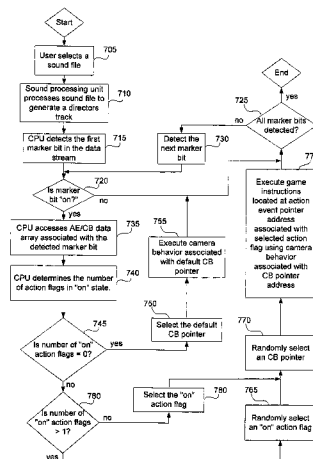 Start
User selects a
sound file
705
Sound processing unit
processes sound file to
generate a directors
track
710
CPU detects the first
marker bit in the data
stream
715
Is marker
bit "on?"
720
no
yes
CPU accesses AE/CB data
array associated with the
detected marker bit
735
CPU determines the number
of action flags in "on" state.
740
Is number of "on"
action flags = 0?
745
yes
no
Is number of
"on" action flags
> 1?
760
no
yes
Select the "on"
action flag
780
Select the default
CB pointer
750
Execute camera
behavior associated
with default CB
pointer
755
Detect the
next marker
bit
730
no
All marker bits
detected?
725
yes
End
Execute game
instructions
located at action
event pointer
address
associated with
selected action
flag using camera
behavior
associated with
CB pointer
address
Randomly select
an CB pointer
770
Randomly select
an "on" action flag
765